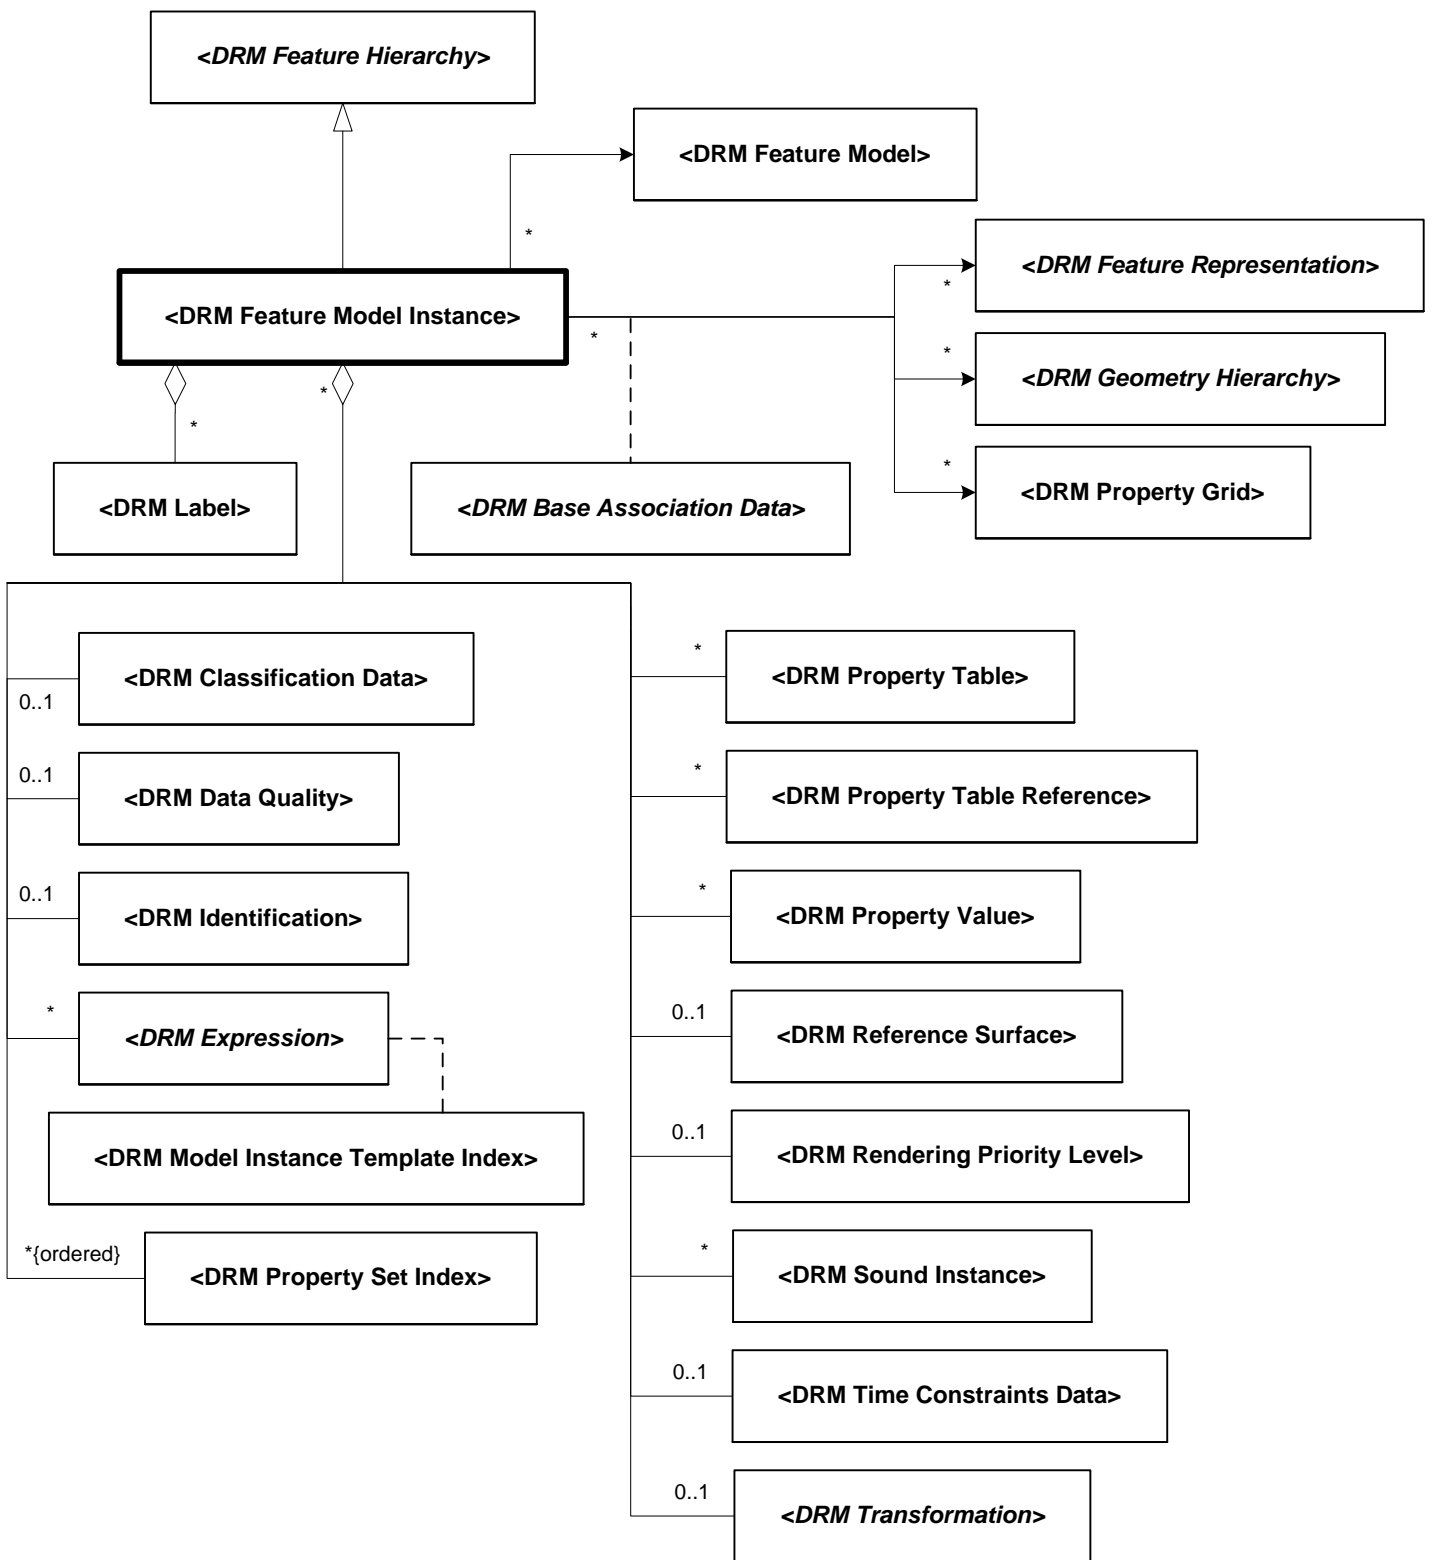 <DRM Feature Hierarchy>
<DRM Feature Model>
*
<DRM Feature Representation>
*
<DRM Feature Model Instance>
*
*
<DRM Geometry Hierarchy>
*
*
*
<DRM Property Grid>
<DRM Label>
<DRM Base Association Data>
<DRM Classification Data>
0..1
0..1
<DRM Data Quality>
0..1
<DRM Identification>
*
<DRM Expression>
<DRM Model Instance Template Index>
*{ordered}
<DRM Property Set Index>
*
<DRM Property Table>
*
<DRM Property Table Reference>
*
<DRM Property Value>
0..1
<DRM Reference Surface>
0..1
<DRM Rendering Priority Level>
*
<DRM Sound Instance>
0..1
<DRM Time Constraints Data>
0..1
<DRM Transformation>